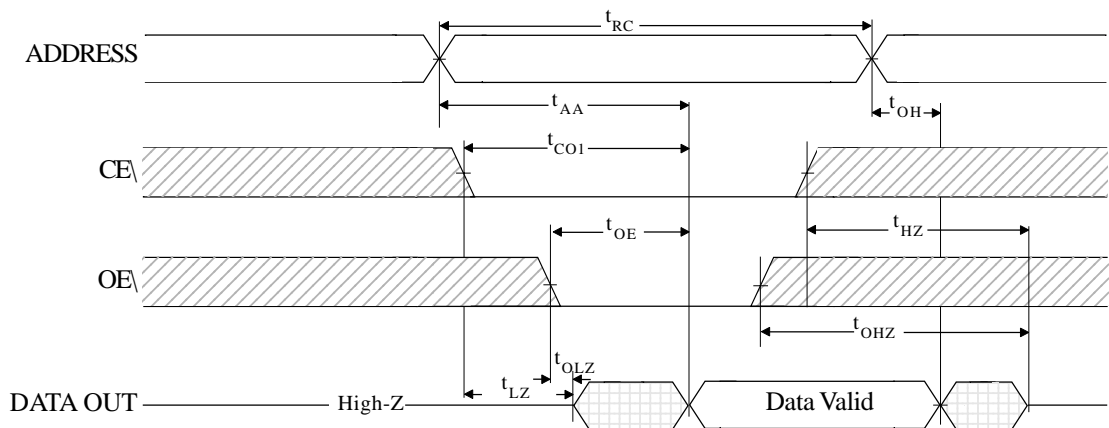 tRC
ADDRESS
tAA
tOH
tCO1
CE\
tOE
tHZ
OE\
tOHZ
tOLZ
tLZ
DATA OUT
High-Z
Data Valid